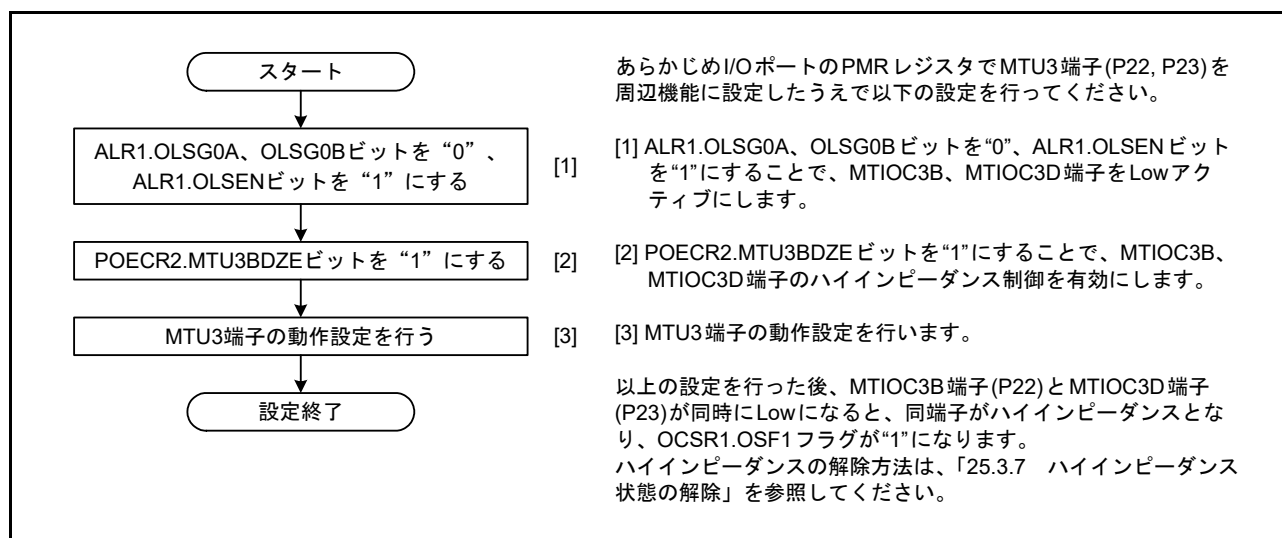 スタート
ALR1.OLSG0A、OLSG0Bビットを“0”、
ALR1.OLSENビットを“1”にする
[1]
POECR2.MTU3BDZEビットを“1”にする
[2]
MTU3端子の動作設定を行う
[3]
設定終了
あらかじめI/OポートのPMRレジスタでMTU3端子(P22, P23)を
周辺機能に設定したうえで以下の設定を行ってください。
[1] ALR1.OLSG0A、OLSG0Bビットを“0”、ALR1.OLSENビット
を“1”にすることで、MTIOC3B、MTIOC3D端子をLowアク
ティブにします。
[2] POECR2.MTU3BDZEビットを“1”にすることで、MTIOC3B、
MTIOC3D端子のハイインピーダンス制御を有効にします。
[3] MTU3端子の動作設定を行います。
以上の設定を行った後、MTIOC3B端子(P22)とMTIOC3D端子
(P23)が同時にLowになると、同端子がハイインピーダンスとな
り、OCSR1.OSF1フラグが“1”になります。
ハイインピーダンスの解除方法は、「25.3.7 ハイインピーダンス
状態の解除」を参照してください。